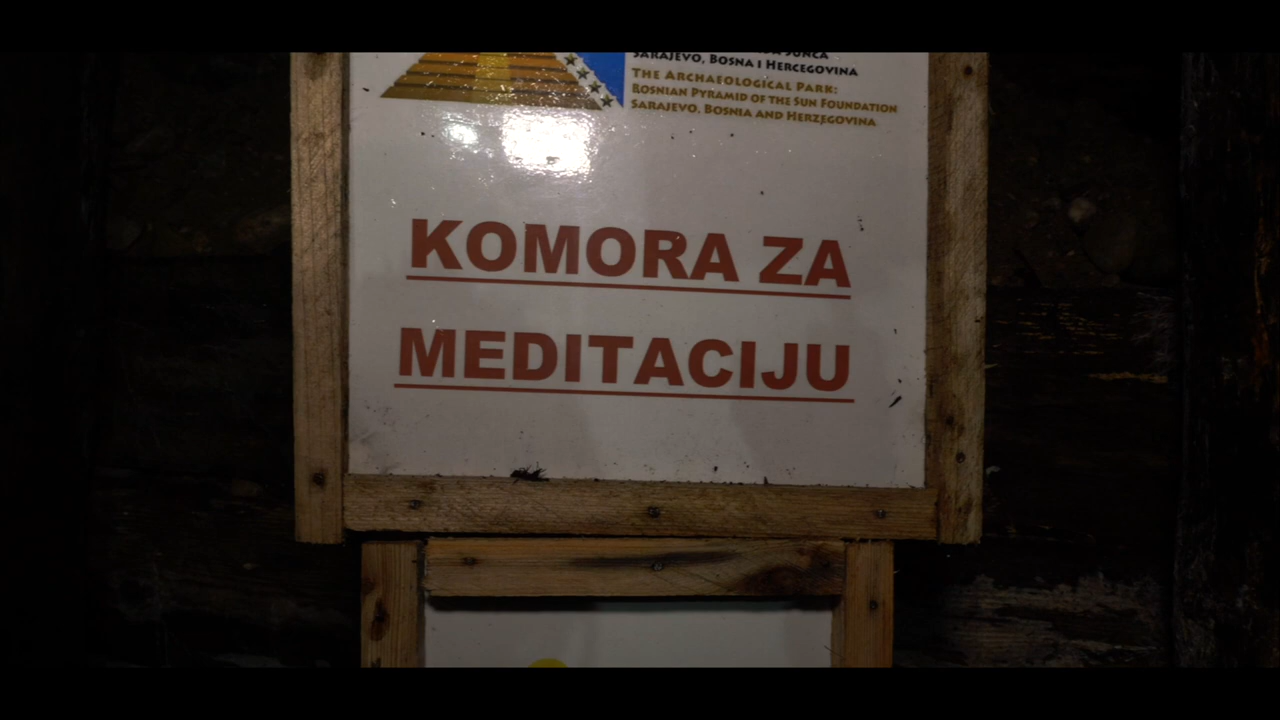 SARAJEVO, BOSNA I HERCEGOVINA
THE ARCHAEOLOGICAL PARK:
BOSNIAN PYRAMID OF THE SUN FOUNDATION
SARAJEVO, BOSNIA AND HERZEGOVINA
KOMORA ZA
MEDITACIJU